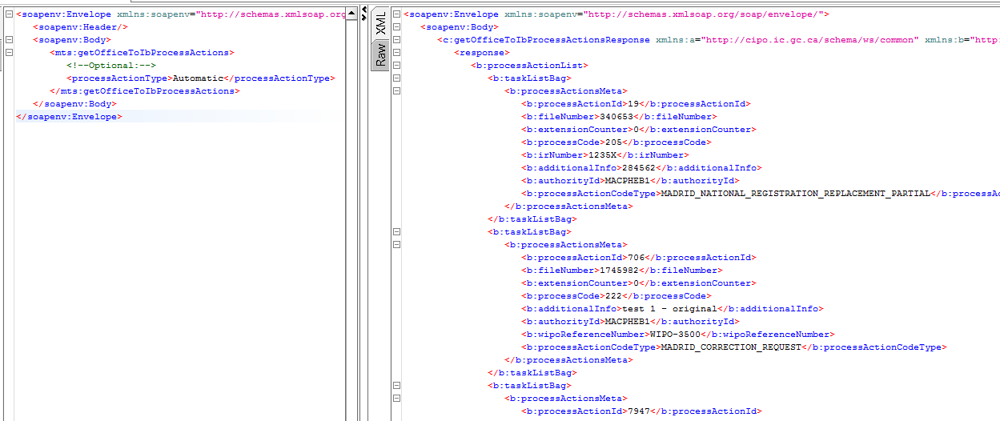 <soapenv:Envelope xmlns:soapenv="http://schemas.xmlsoap.org
<soapenv:Header/>
<soapenv:Body>
<mts:getOfficeToIbProcessActions>
<!--Optional:-->
<processActionType>Automatic</processActionType>
</mts:getOfficeToIbProcessActions>
</soapenv:Body>
</soapenv:Envelope>
XML
Raw
<soapenv:Envelope xmlns:soapenv="http://schemas.xmlsoap.org/soap/envelope/">
<soapenv:Body>
<c:getOfficeToIbProcessActionsResponse xmlns:a="http://cipo.ic.gc.ca/schema/ws/common" xmlns:b="http:
<response>
<b:processActionList>
<b:taskListBag>
<b:processActionsMeta>
<b:processActionId>19</b:processActionId>
<b:fileNumber>340653</b:fileNumber>
<b:extensionCounter>0</b:extensionCounter>
<b:processCode>205</b:processCode>
<b:irNumber>1235X</b:irNumber>
<b:additionalInfo>284562</b:additionalInfo>
<b:authorityId>MACPHEB1</b:authorityId>
<b:processActionCodeType>MADRID_NATIONAL_REGISTRATION_REPLACEMENT_PARTIAL</b:processA
</b:processActionsMeta>
</b:taskListBag>
<b:taskListBag>
<b:processActionsMeta>
<b:processActionId>706</b:processActionId>
<b:fileNumber>1745982</b:fileNumber>
<b:extensionCounter>0</b:extensionCounter>
<b:processCode>222</b:processCode>
<b:additionalInfo>test 1 - original</b:additionalInfo>
<b:authorityId>MACPHEB1</b:authorityId>
<b:wipoReferenceNumber>WIPO-3500</b:wipoReferenceNumber>
<b:processActionCodeType>MADRID_CORRECTION_REQUEST</b:processActionCodeType>
</b:processActionsMeta>
</b:taskListBag>
<b:taskListBag>
<b:processActionsMeta>
<b:processActionId>7947</b:processActionId>